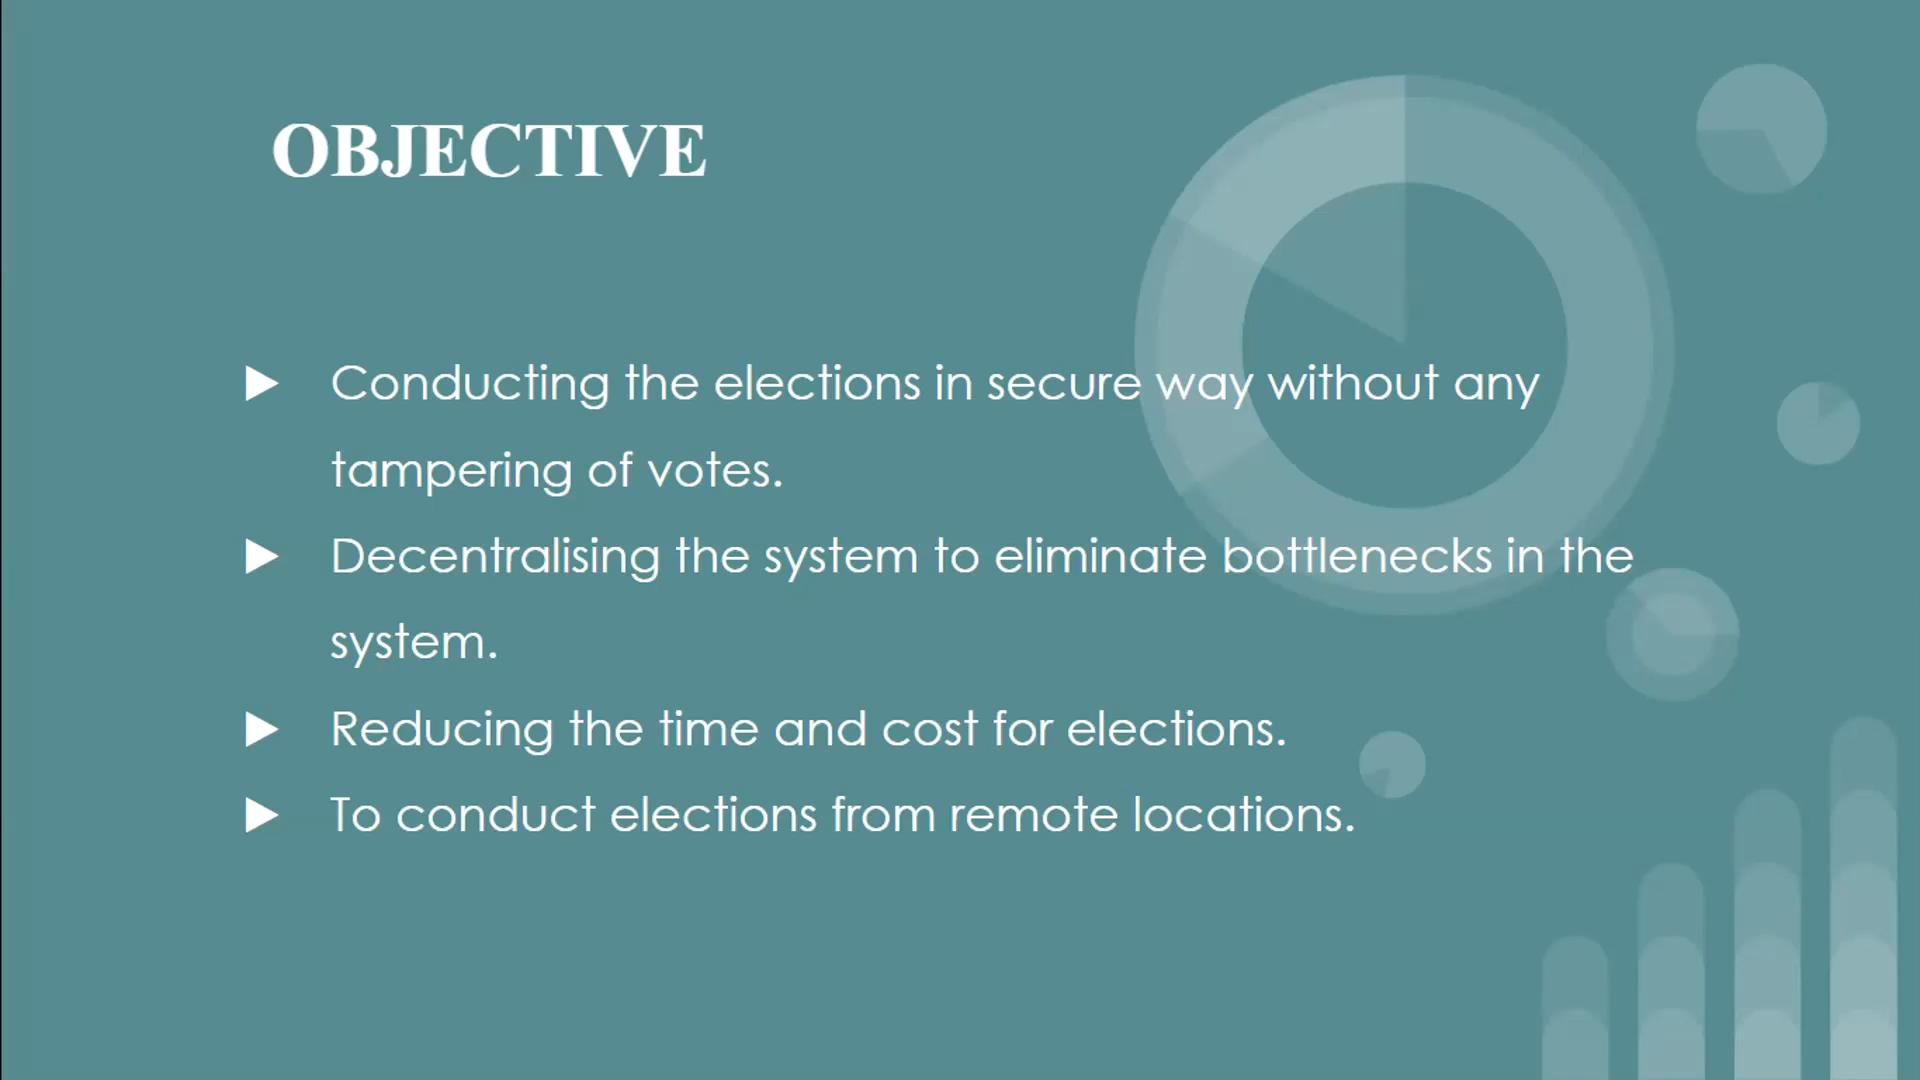 OBJECTIVE
Conducting the elections in secure way without any
tampering of votes.
Decentralising the system to eliminate bottlenecks in the
system.
Reducing the time and cost for elections.
To conduct elections from remote locations.